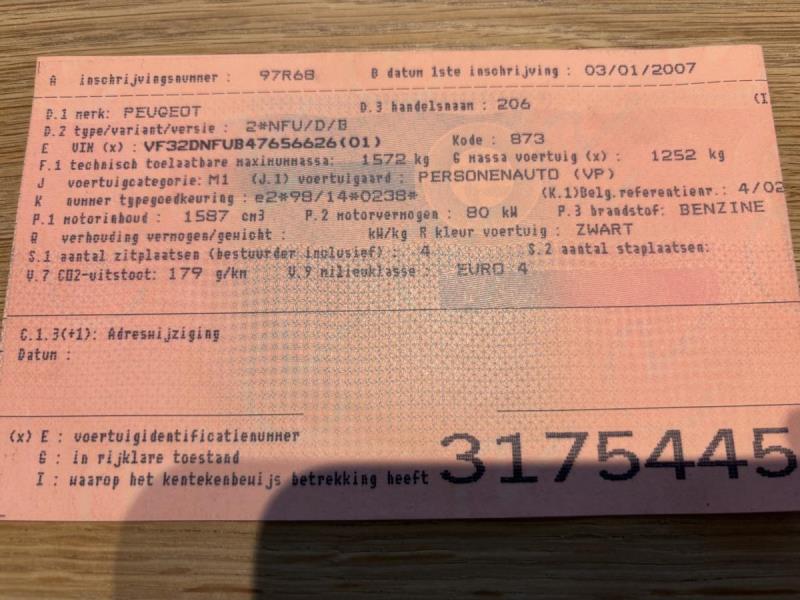 A inschrijvingsnummer : 97R68 B datum 1ste inschrijving : 03/01/2007
D.1 merk: PEUGEOT D.3 handelsnaam : 206 (I
D.2 type/variant/versie : 2*NFU/D/B
E VIN (x) : VF32DNFUB47656626(01) Kode : 873
F.1 technisch toelaatbare maximummassa: 1572 kg G massa voertuig (x) : 1252 kg
J voertuigcategorie: M1 (J.1) voertuigaard : PERSONENAUTO (VP)
K nummer typegoedkeuring : e2*98/14*0238* (K.1)Belg.referentienr. : 4/02
P.1 motorinhoud : 1587 cm3 P.2 motorvermogen : 80 kW P.3 brandstof: BENZINE
Q verhouding vermogen/gewicht : kW/kg R kleur voertuig : ZWART
S.1 aantal zitplaatsen (bestuurder inclusief) : 4 S.2 aantal staplaatsen:
V.7 CO2-uitstoot: 179 g/km V.9 milieuklasse : EURO 4
C.1.3(+1): Adreswijziging
Datum :
(x) E : voertuigidentificatienummer
G : in rijklare toestand
I : waarop het kentekenbewijs betrekking heeft
3175445